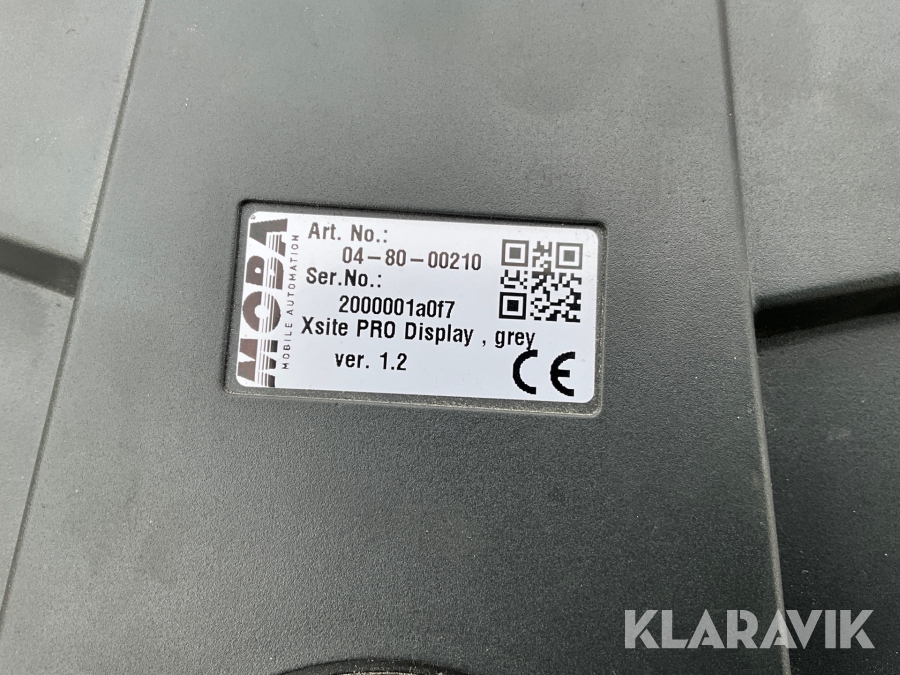 MOBA
MOBILE AUTOMATION
Art. No.:
04-80-00210
Ser.No.:
2000001a0f7
Xsite PRO Display , grey
ver. 1.2
CE
KLARAVIK